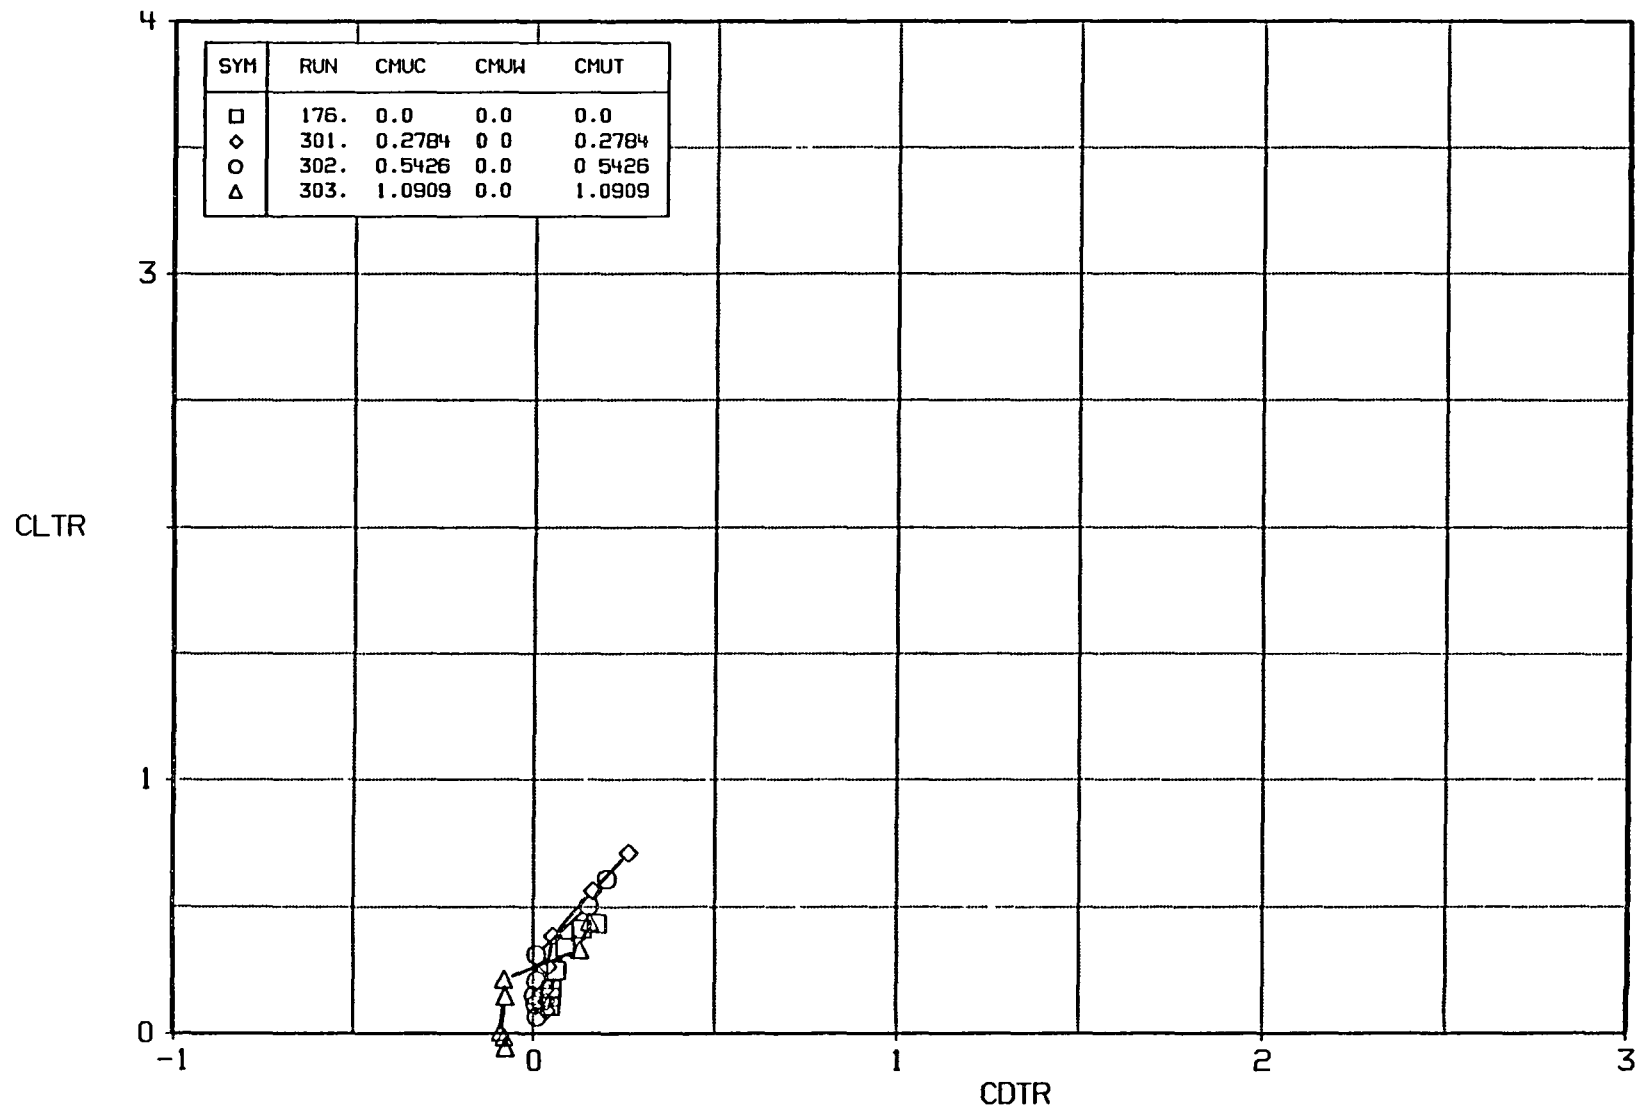 4
SYM RUN CMUC CMUW CMUT
□ 176. 0.0 0.0 0.0
◇ 301. 0.2784 0 0 0.2784
○ 302. 0.5426 0.0 0 5426
△ 303. 1.0909 0.0 1.0909
3
CLTR
1
0
-1 0 1 2 3
CDTR